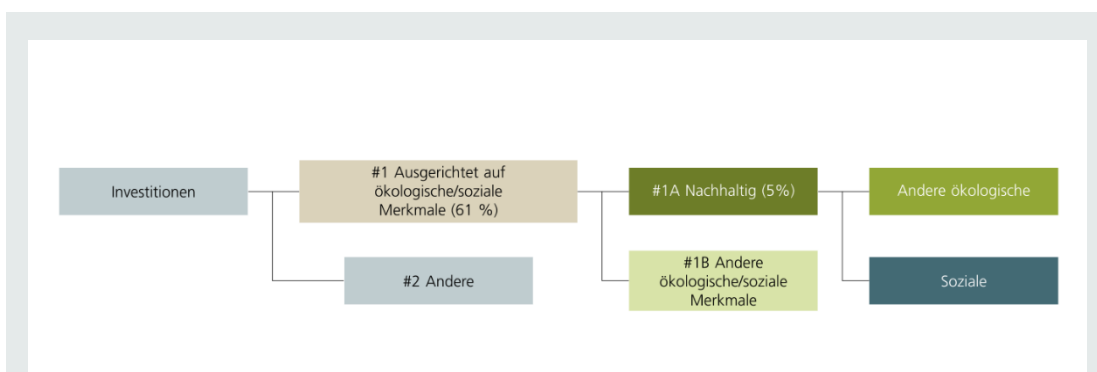 Investitionen
#1 Ausgerichtet auf
ökologische/soziale
Merkmale (61 %)
#1A Nachhaltig (5%)
Andere ökologische
#2 Andere
#1B Andere
ökologische/soziale
Merkmale
Soziale